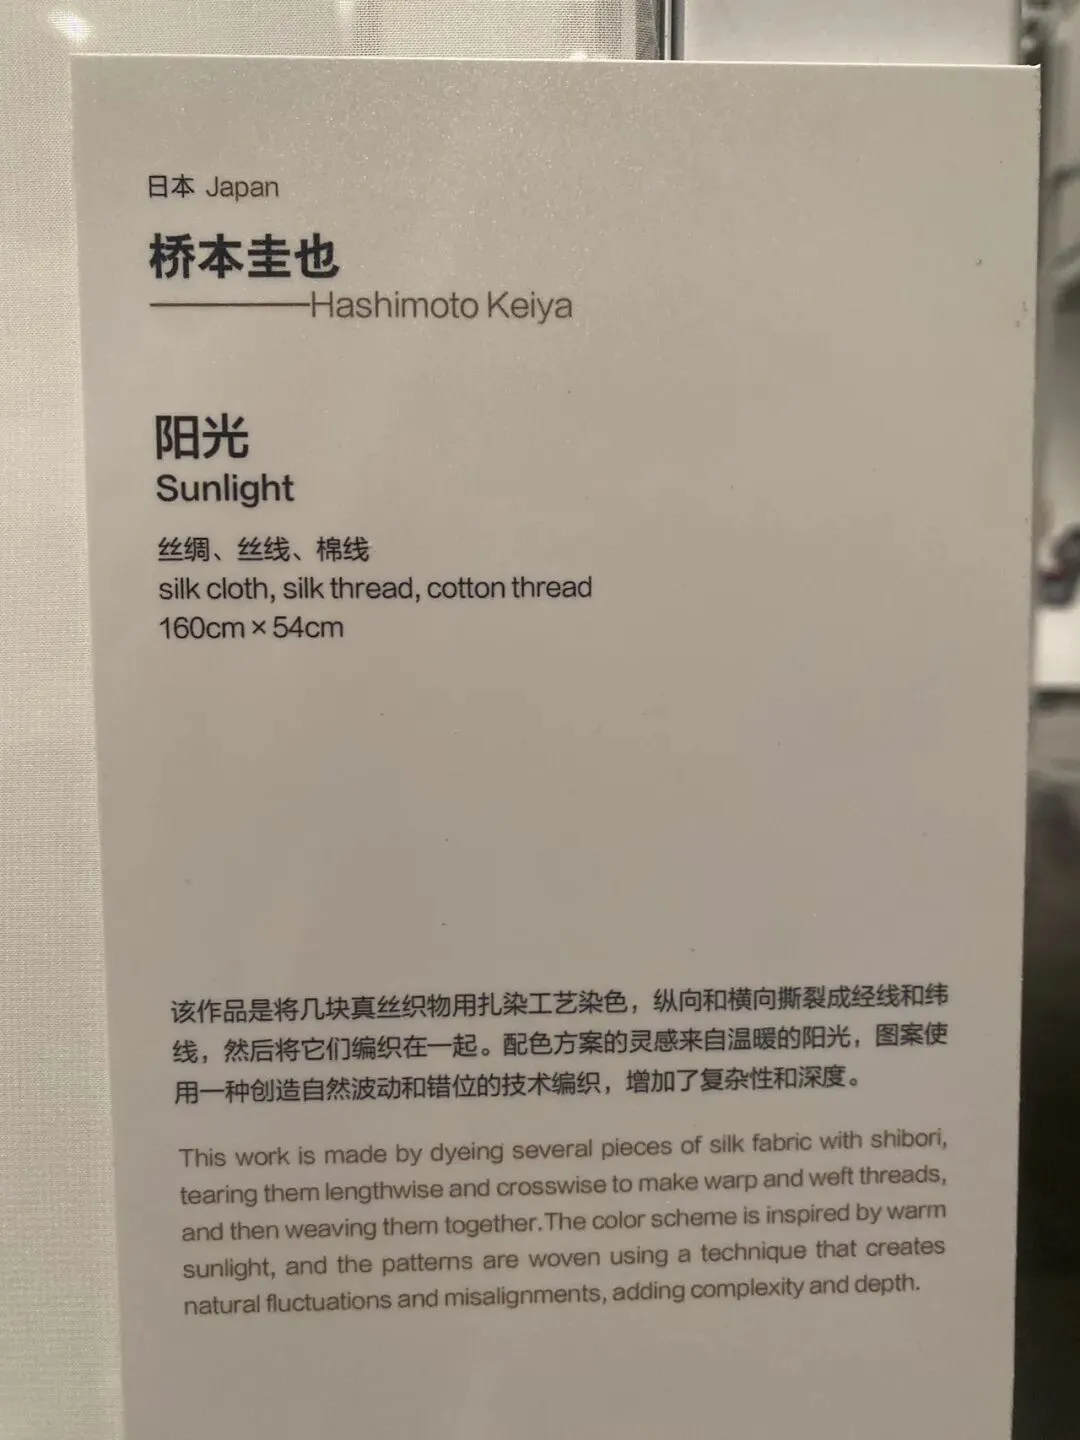 日本 Japan
桥本圭也
Hashimoto Keiya
阳光
Sunlight
丝绸、丝线、棉线
silk cloth, silk thread, cotton thread
160cm × 54cm
该作品是将几块真丝织物用扎染工艺染色，纵向和横向撕裂成经线和纬
线，然后将它们编织在一起。配色方案的灵感来自温暖的阳光，图案使
用一种创造自然波动和错位的技术编织，增加了复杂性和深度。
This work is made by dyeing several pieces of silk fabric with shibori,
tearing them lengthwise and crosswise to make warp and weft threads,
and then weaving them together.The color scheme is inspired by warm
sunlight, and the patterns are woven using a technique that creates
natural fluctuations and misalignments, adding complexity and depth.